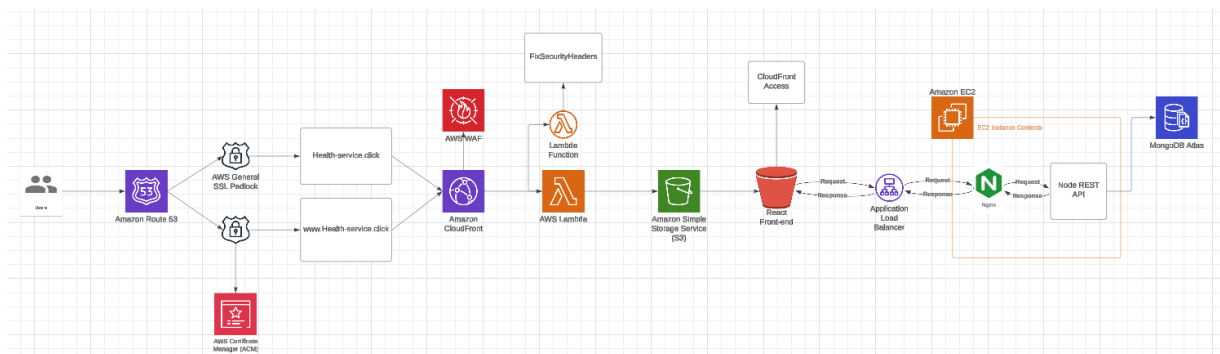 Users
Amazon Route 53
53
AWS General
SSL Padlock
AWS Certificate
Manager (ACM)
Health-service.click
www.Health-service.click
AWS WAF
Amazon
CloudFront
FixSecurityHeaders
Lambda
Function
AWS Lambda
Amazon Simple
Storage Service
(S3)
CloudFront
Access
React
Front-end
Request
Response
Application
Load
Balancer
Request
Response
Amazon EC2
EC2 Instance Contents
Nginx
Request
Response
Node REST
API
MongoDB Atlas